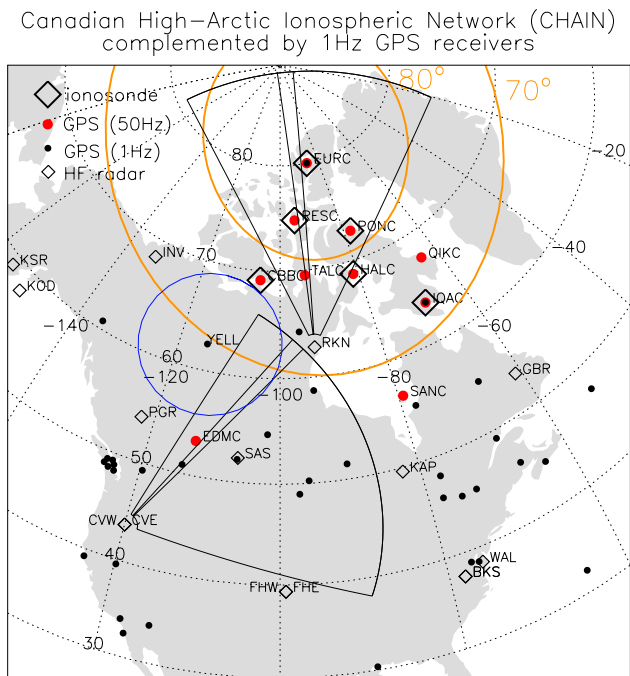 Canadian High-Arctic Ionospheric Network (CHAIN)
complemented by 1Hz GPS receivers
ionosonde
GPS (50Hz)
GPS (1Hz)
HF radar
80°
70°
80
EURC
-20
RESC
PONC
QIKC
-40
KSR
INV
70
KOD
CBBC
TALC
HALC
IQAC
-140
-60
YELL
RKN
60
-120
-80
GBR
-100
SANC
PGR
EDMC
50
SAS
KAP
CVW
CVE
40
WAL
BKS
FHW
FHE
30